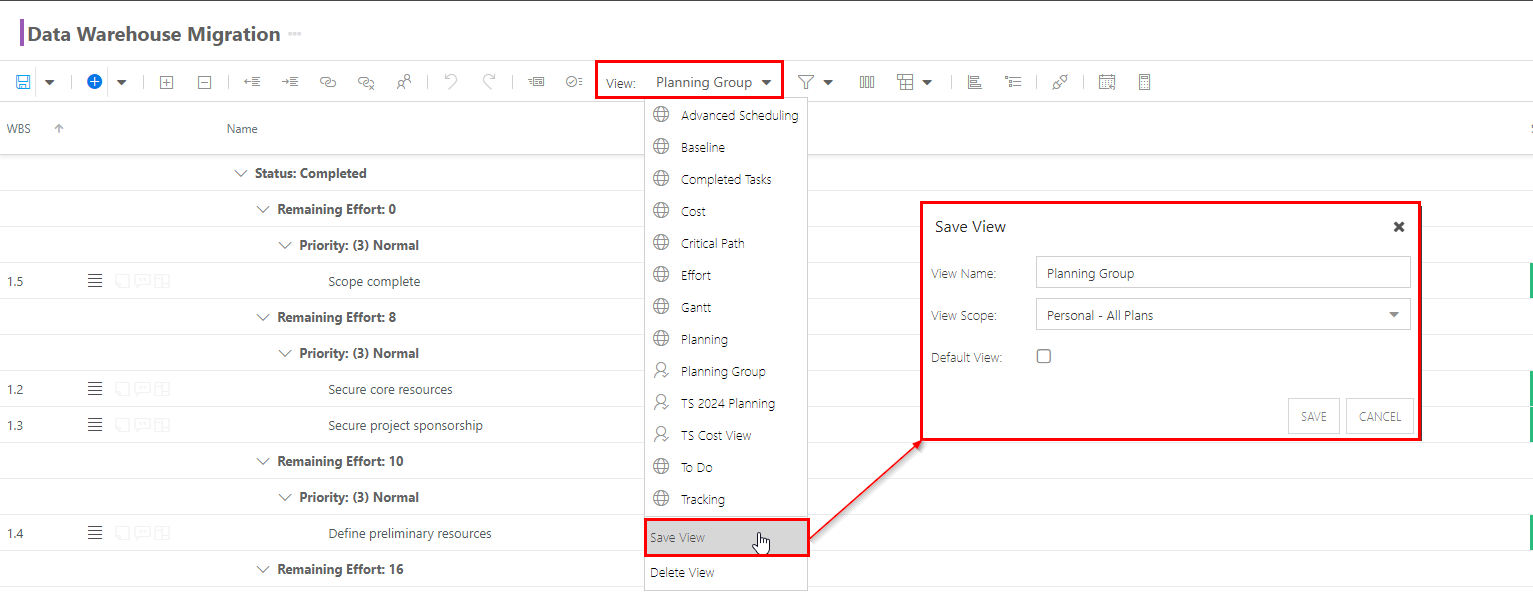 Data Warehouse Migration
View: Planning Group
WBS Name
Status: Completed
Remaining Effort: 0
Priority: (3) Normal
1.5 Scope complete
Remaining Effort: 8
Priority: (3) Normal
1.2 Secure core resources
1.3 Secure project sponsorship
Remaining Effort: 10
Priority: (3) Normal
1.4 Define preliminary resources
Remaining Effort: 16
Advanced Scheduling
Baseline
Completed Tasks
Cost
Critical Path
Effort
Gantt
Planning
Planning Group
TS 2024 Planning
TS Cost View
To Do
Tracking
Save View
Delete View
Save View
View Name: Planning Group
View Scope: Personal - All Plans
Default View:
SAVE CANCEL